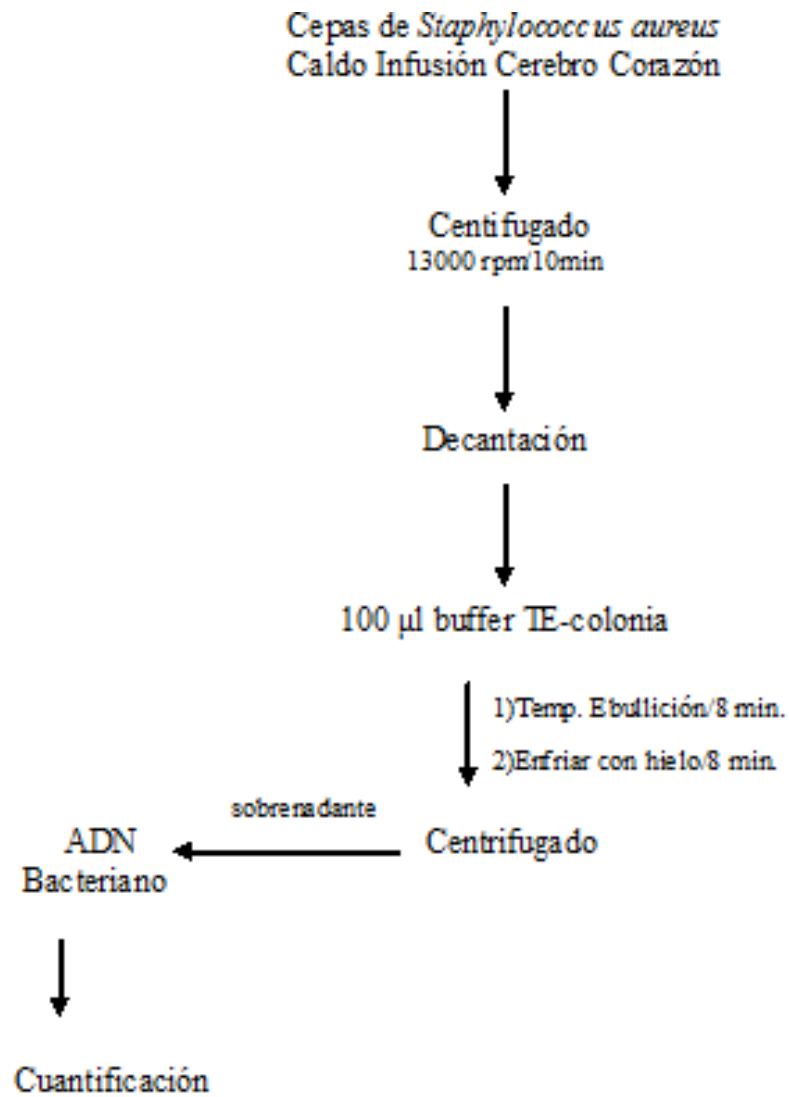 Cepas de Staphylococcus aureus
Caldo Infusión Cerebro Corazón
Centifugado
13000 rpm/10min
Decantación
100 µl buffer TE-colonia
1)Temp. Ebullición/8 min.
2)Enfriar con hielo/8 min.
sobrenadante
ADN
Bacteriano
Centrifugado
Cuantificación